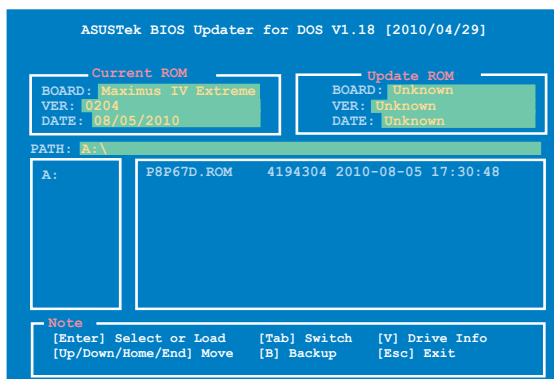 ASUSTek BIOS Updater for DOS V1.18 [2010/04/29]
Current ROM
BOARD: Maximus IV Extreme
VER: 0204
DATE: 08/05/2010
Update ROM
BOARD: Unknown
VER: Unknown
DATE: Unknown
PATH: A:\
A:
P8P67D.ROM 4194304 2010-08-05 17:30:48
Note
[Enter] Select or Load [Tab] Switch [V] Drive Info
[Up/Down/Home/End] Move [B] Backup [Esc] Exit